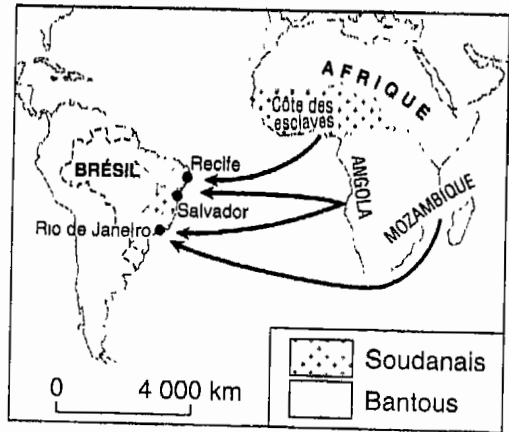 AFRIQUE
Côte des
esclaves
BRÉSIL
Recife
Salvador
Rio de Janeiro
ANGOLA
MOZAMBIQUE
Soudanais
Bantous
0 4 000 km